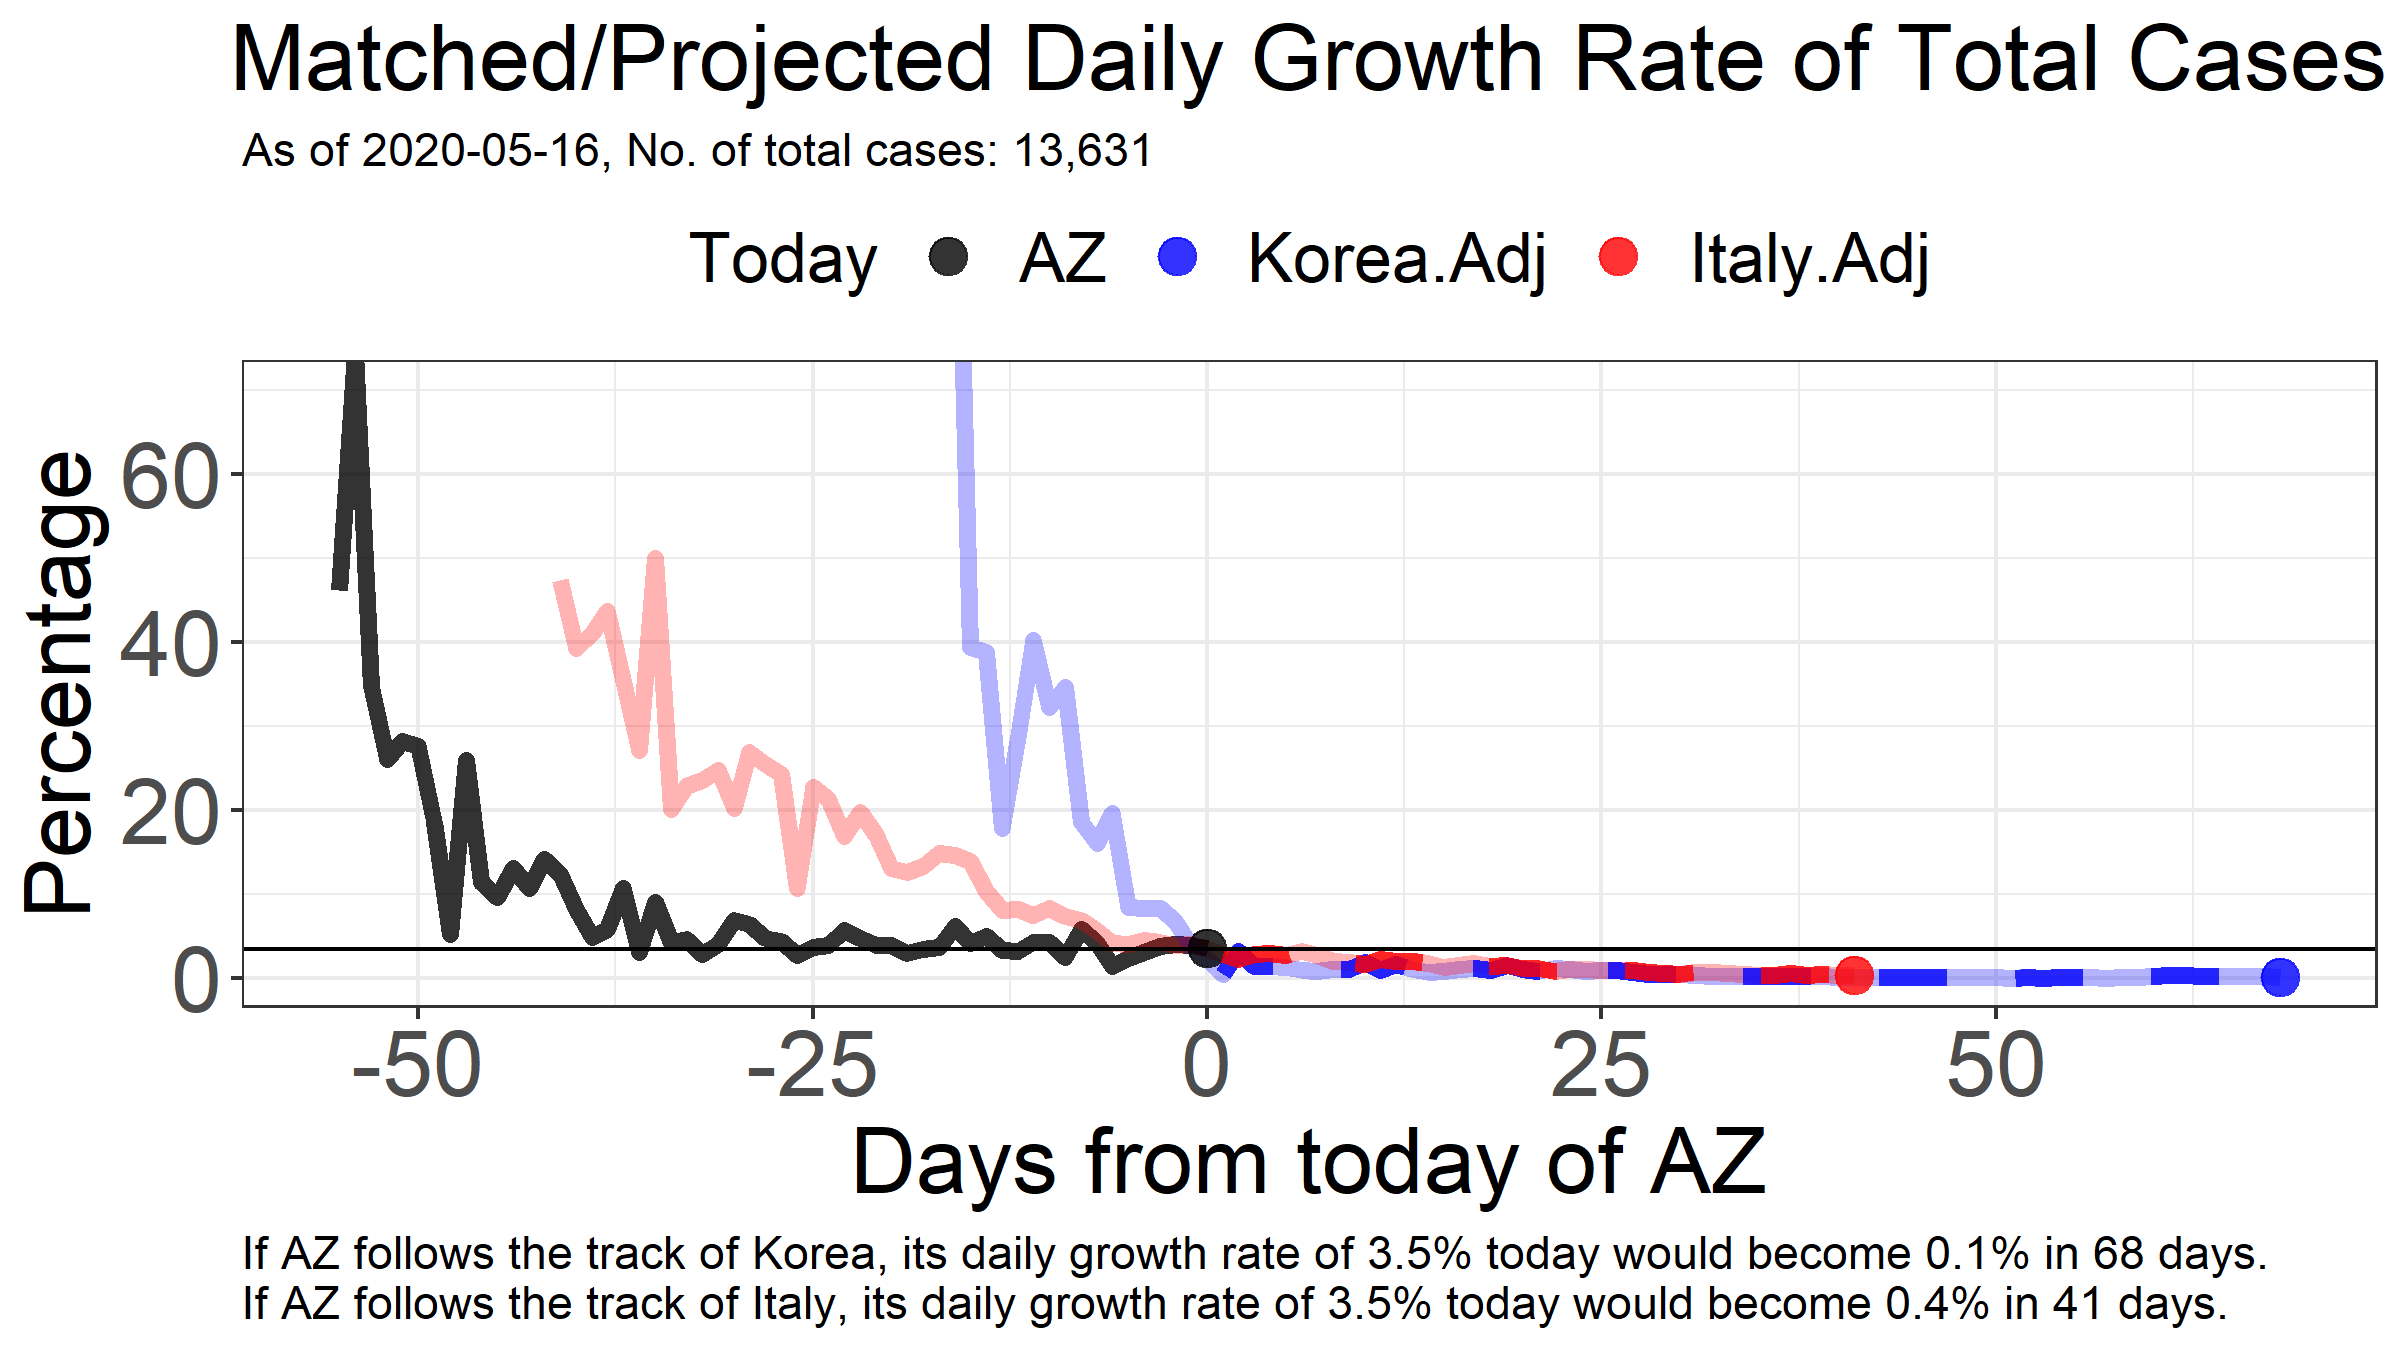 Matched/Projected Daily Growth Rate of Total Cases
As of 2020-05-16, No. of total cases: 13,631
Today AZ Korea.Adj Italy.Adj
Percentage
60
40
20
0
-50 -25 0 25 50
Days from today of AZ
If AZ follows the track of Korea, its daily growth rate of 3.5% today would become 0.1% in 68 days.
If AZ follows the track of Italy, its daily growth rate of 3.5% today would become 0.4% in 41 days.